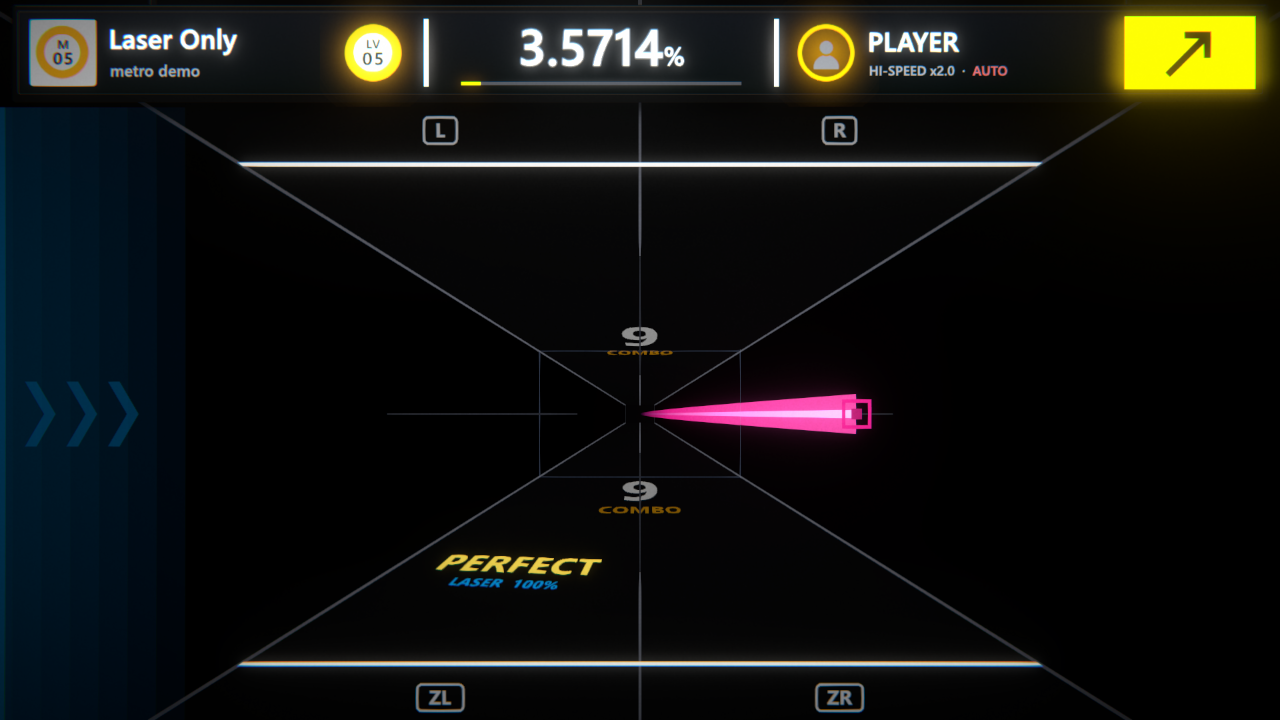 M
05
Laser Only
metro demo
LV
05
3.5714%
PLAYER
HI-SPEED x2.0 · AUTO
L
R
9
COMBO
9
COMBO
PERFECT
LASER 100%
ZL
ZR